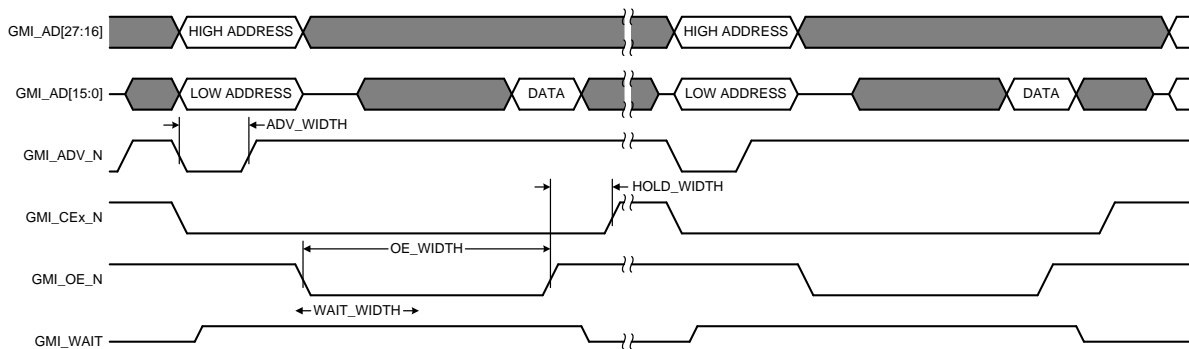 GMI_AD[27:16] HIGH ADDRESS HIGH ADDRESS
GMI_AD[15:0] LOW ADDRESS DATA LOW ADDRESS DATA
ADV_WIDTH
GMI_ADV_N
HOLD_WIDTH
GMI_CEx_N
OE_WIDTH
GMI_OE_N
WAIT_WIDTH
GMI_WAIT